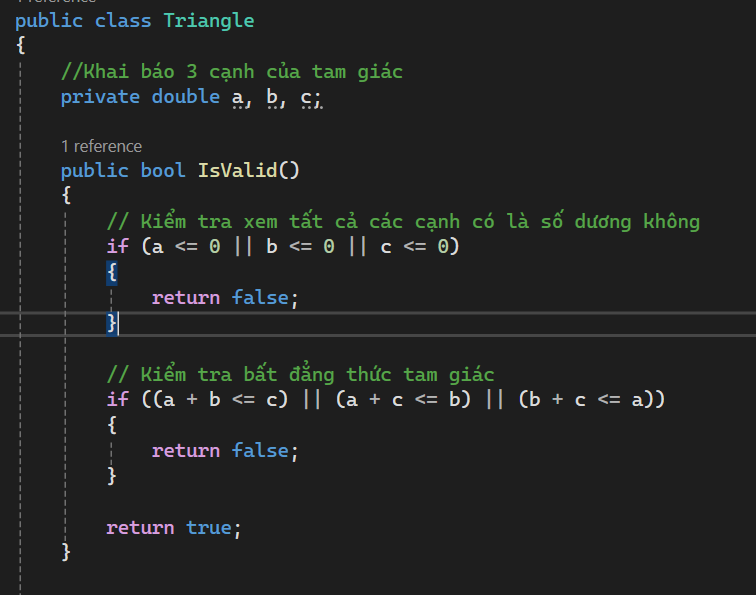 1 reference
public class Triangle
{
//Khai báo 3 cạnh của tam giác
private double a, b, c;
1 reference
public bool IsValid()
{
// Kiểm tra xem tất cả các cạnh có là số dương không
if (a <= 0 || b <= 0 || c <= 0)
{
return false;
}
// Kiểm tra bất đẳng thức tam giác
if ((a + b <= c) || (a + c <= b) || (b + c <= a))
{
return false;
}
return true;
}